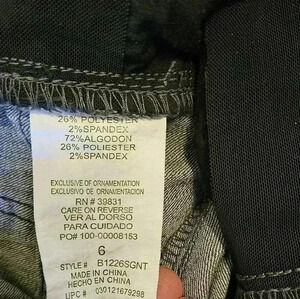 26% POLYESTER
2%SPANDEX
72%ALGODON
26% POLIESTER
2%SPANDEX
EXCLUSIVE OF ORNAMENTATION
EXCLUSIVO DE ORNAMENTACION
RN # 39831
CARE ON REVERSE
VER AL DORSO
PARA CUIDADO
PO# 100-00008153
6
STYLE # B1226SGNT
MADE IN CHINA
HECHO EN CHINA
UPC # 030121679298